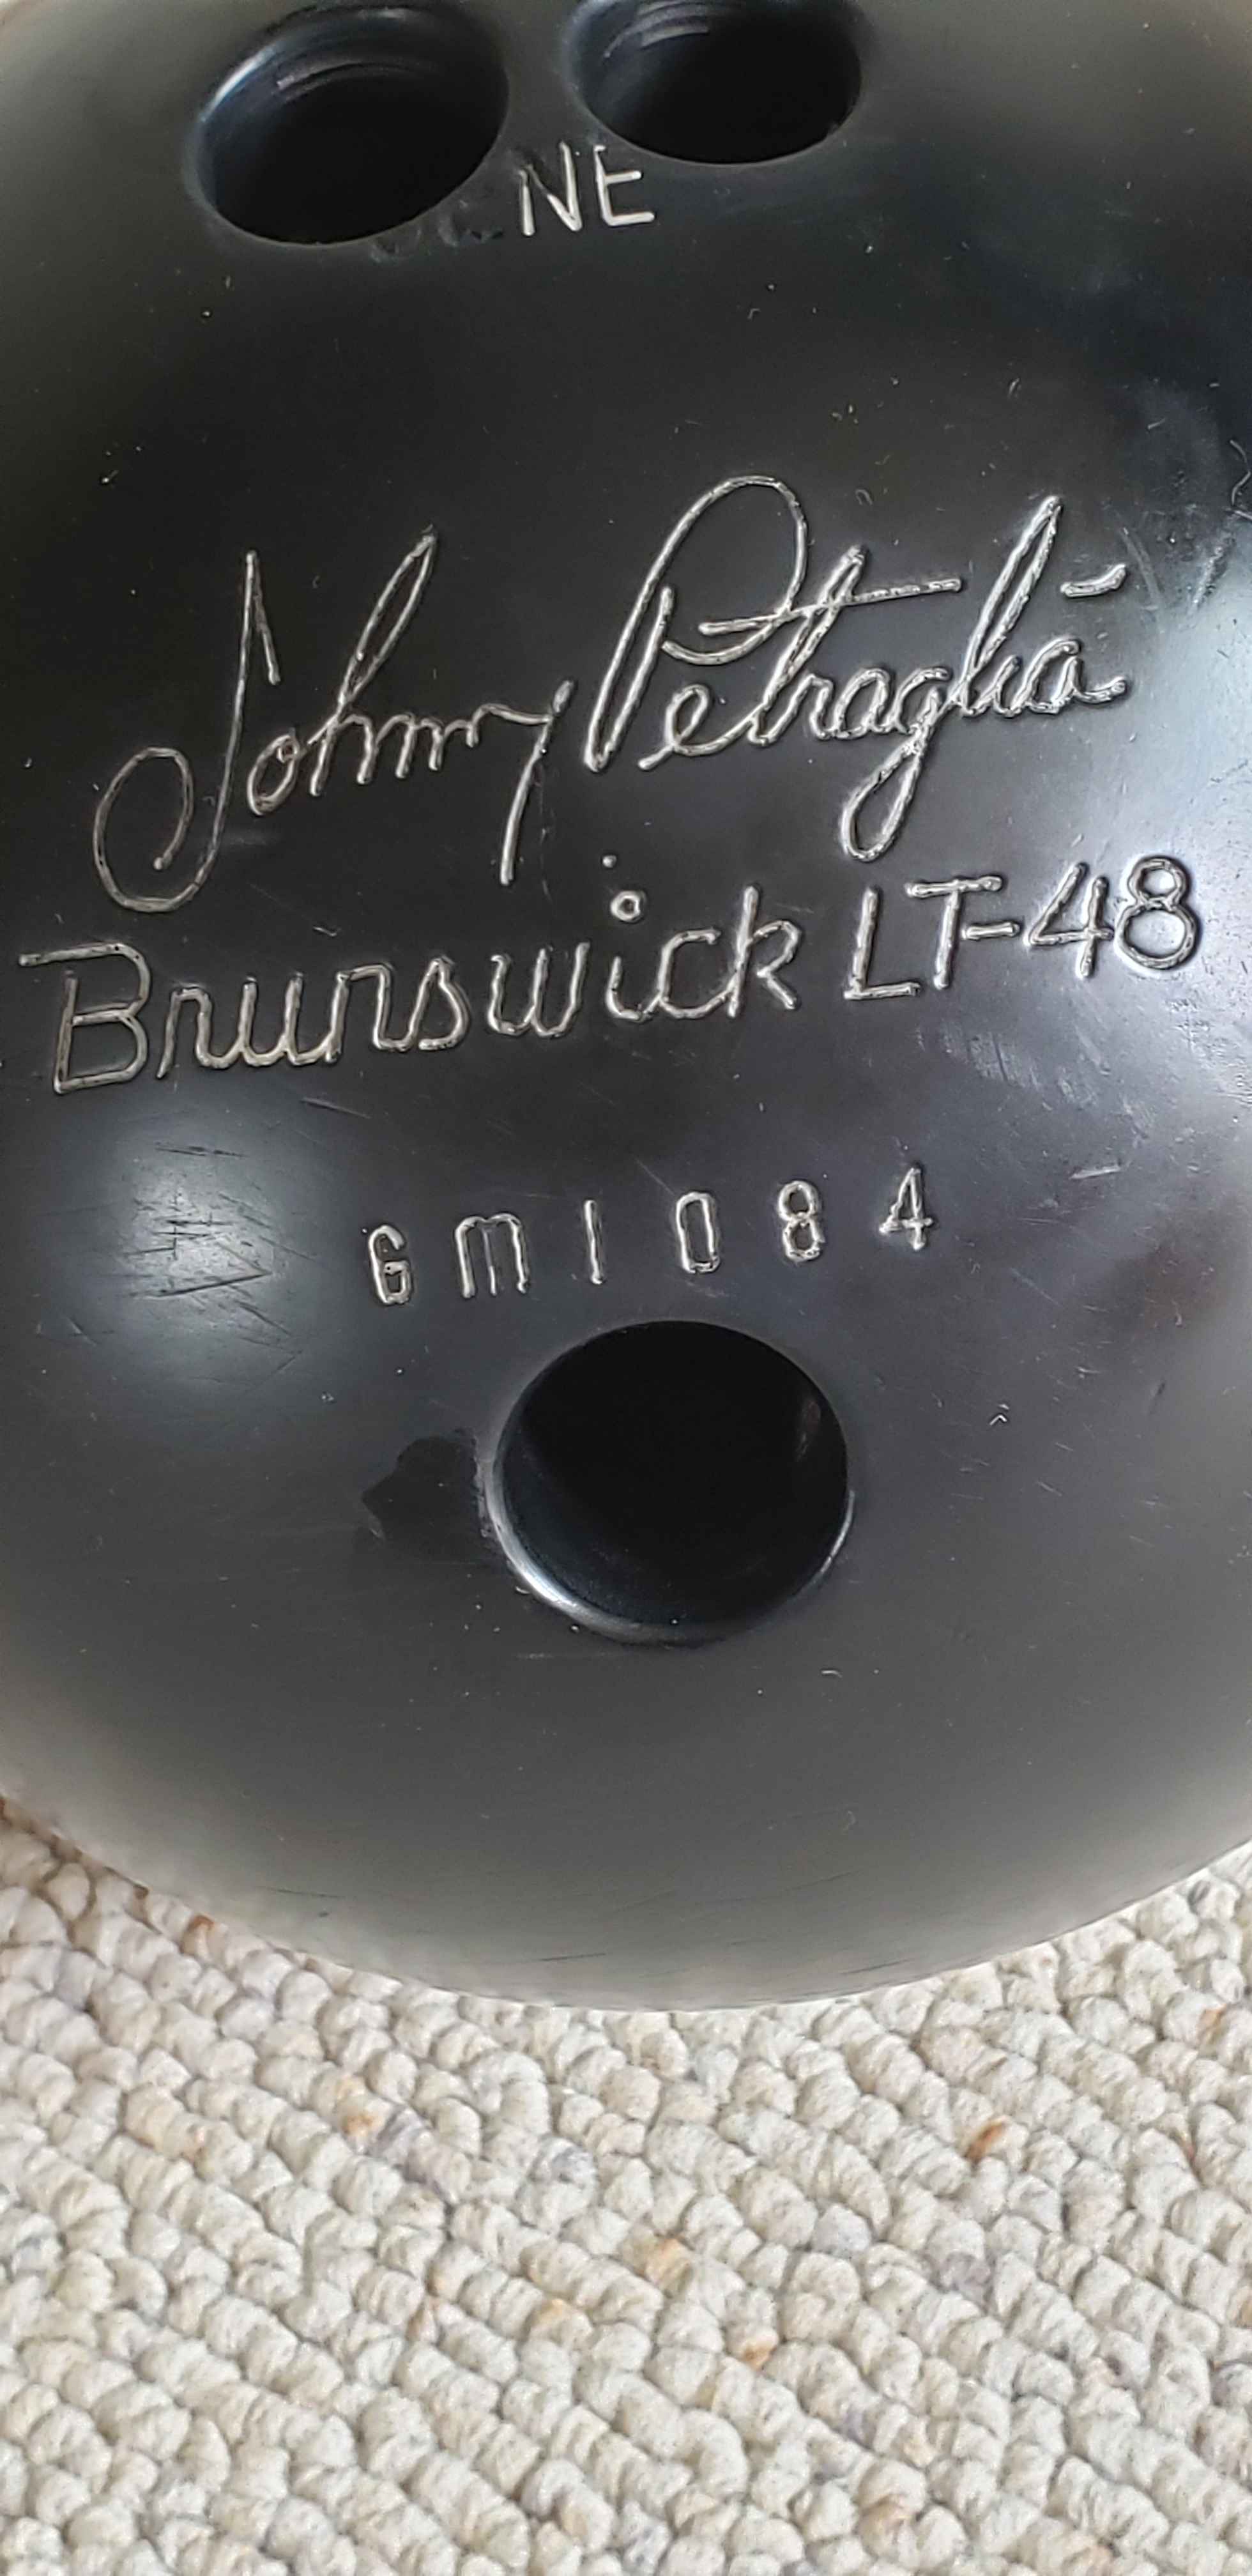 NE
Johnny Petraglia
Brunswick LT-48
GM1084